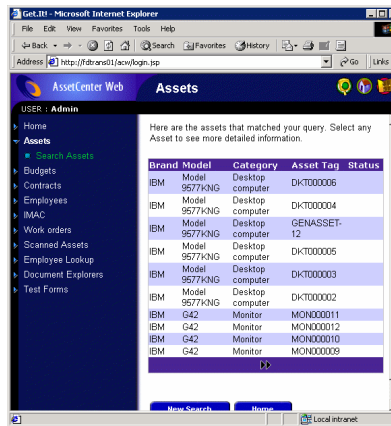 Get.It! - Microsoft Internet Explorer
File Edit View Favorites Tools Help
Back Search Favorites History
Address http://fdtrans01/acw/login.jsp Go Links
AssetCenter Web Assets
USER : Admin
Home
Assets
Search Assets
Budgets
Contracts
Employees
IMAC
Work orders
Scanned Assets
Employee Lookup
Document Explorers
Test Forms
Here are the assets that matched your query. Select any
Asset to see more detailed information.
Brand Model Category Asset Tag Status
IBM Model 9577KNG Desktop computer DKT000006
IBM Model 9577KNG Desktop computer DKT000004
IBM Model 9577KNG Desktop computer GENASSET-12
IBM Model 9577KNG Desktop computer DKT000005
IBM Model 9577KNG Desktop computer DKT000003
IBM Model 9577KNG Desktop computer DKT000002
IBM G42 Monitor MON000011
IBM G42 Monitor MON000012
IBM G42 Monitor MON000010
IBM G42 Monitor MON000009
New Search Home
Local intranet